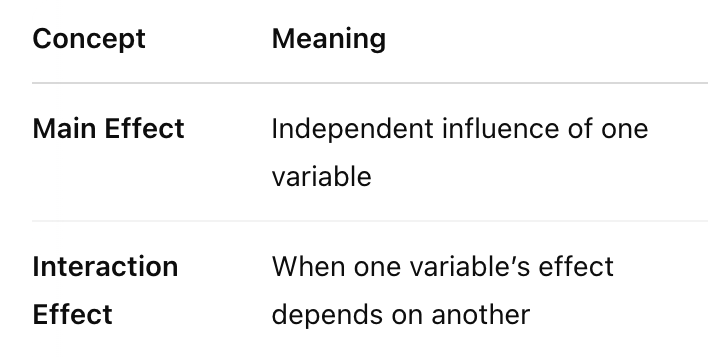 Concept Meaning
Main Effect Independent influence of one
variable
Interaction When one variable’s effect
Effect depends on another